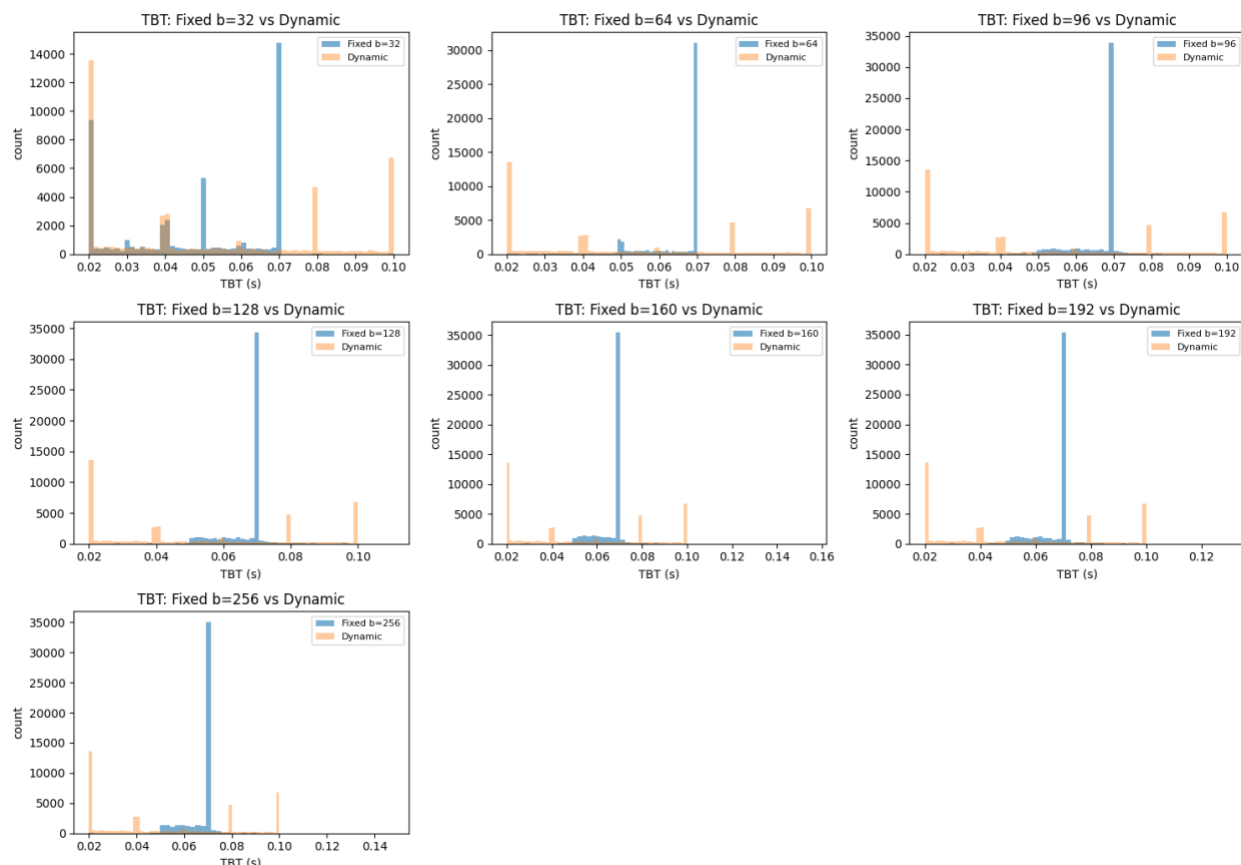 TBT: Fixed b=32 vs Dynamic
14000
12000
10000
8000
6000
4000
2000
0
count
Fixed b=32
Dynamic
0.02 0.03 0.04 0.05 0.06 0.07 0.08 0.09 0.10
TBT (s)
TBT: Fixed b=64 vs Dynamic
30000
25000
20000
15000
10000
5000
0
count
Fixed b=64
Dynamic
0.02 0.03 0.04 0.05 0.06 0.07 0.08 0.09 0.10
TBT (s)
TBT: Fixed b=96 vs Dynamic
35000
30000
25000
20000
15000
10000
5000
0
count
Fixed b=96
Dynamic
0.02 0.03 0.04 0.05 0.06 0.07 0.08 0.09 0.10
TBT (s)
TBT: Fixed b=128 vs Dynamic
35000
30000
25000
20000
15000
10000
5000
0
count
Fixed b=128
Dynamic
0.02 0.04 0.06 0.08 0.10
TBT (s)
TBT: Fixed b=160 vs Dynamic
35000
30000
25000
20000
15000
10000
5000
0
count
Fixed b=160
Dynamic
0.02 0.04 0.06 0.08 0.10 0.12 0.14 0.16
TBT (s)
TBT: Fixed b=192 vs Dynamic
35000
30000
25000
20000
15000
10000
5000
0
count
Fixed b=192
Dynamic
0.02 0.04 0.06 0.08 0.10 0.12
TBT (s)
TBT: Fixed b=256 vs Dynamic
35000
30000
25000
20000
15000
10000
5000
0
count
Fixed b=256
Dynamic
0.02 0.04 0.06 0.08 0.10 0.12 0.14
TBT (s)